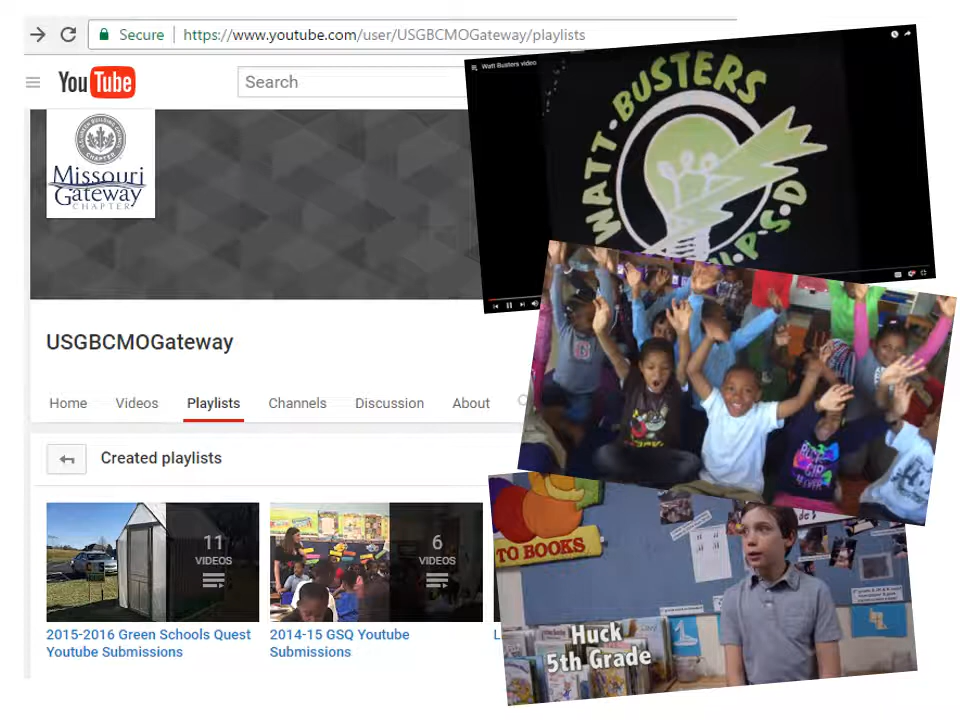 Secure | https://www.youtube.com/user/USGBCMOGateway/playlists
YouTube
Search
Missouri
Gateway
CHAPTER
USGBCMOGateway
Home Videos Playlists Channels Discussion About
Created playlists
11
VIDEOS
2015-2016 Green Schools Quest
Youtube Submissions
6
VIDEOS
2014-15 GSQ Youtube
Submissions
L
Watt Busters video
WATT·BUSTERS
P·S·D
TO BOOKS
Huck
5th Grade